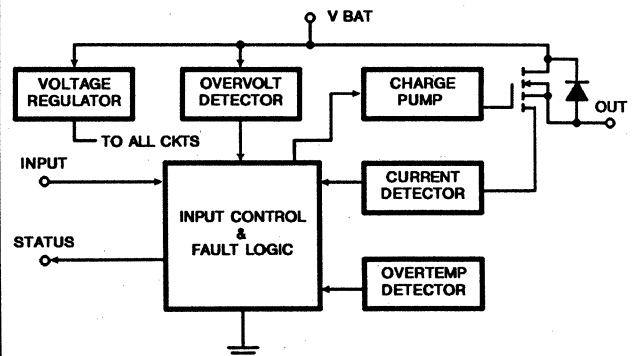 V BAT
VOLTAGE
REGULATOR
OVERVOLT
DETECTOR
CHARGE
PUMP
OUT
TO ALL CKTS
INPUT
CURRENT
DETECTOR
INPUT CONTROL
&
FAULT LOGIC
STATUS
OVERTEMP
DETECTOR